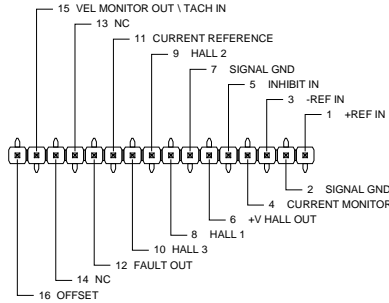 15 VEL MONITOR OUT \ TACH IN
13 NC
11 CURRENT REFERENCE
9 HALL 2
7 SIGNAL GND
5 INHIBIT IN
3 -REF IN
1 +REF IN
2 SIGNAL GND
4 CURRENT MONITOR
6 +V HALL OUT
8 HALL 1
10 HALL 3
12 FAULT OUT
14 NC
16 OFFSET